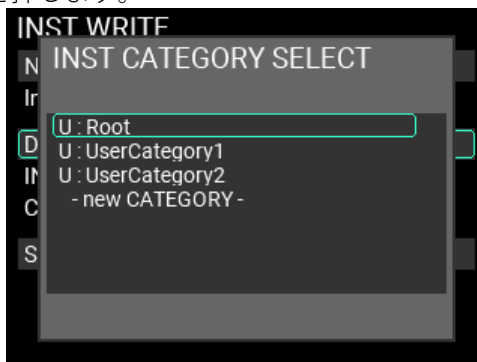 INST WRITE
INST CATEGORY SELECT
U : Root
U : UserCategory1
U : UserCategory2
- new CATEGORY -